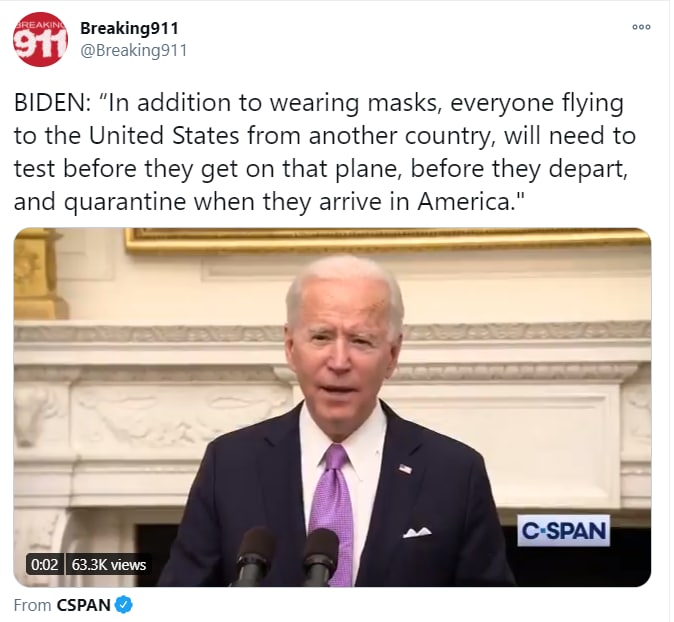 BREAKING
911
Breaking911
@Breaking911
BIDEN: “In addition to wearing masks, everyone flying
to the United States from another country, will need to
test before they get on that plane, before they depart,
and quarantine when they arrive in America."
C-SPAN
0:02 63.3K views
From CSPAN